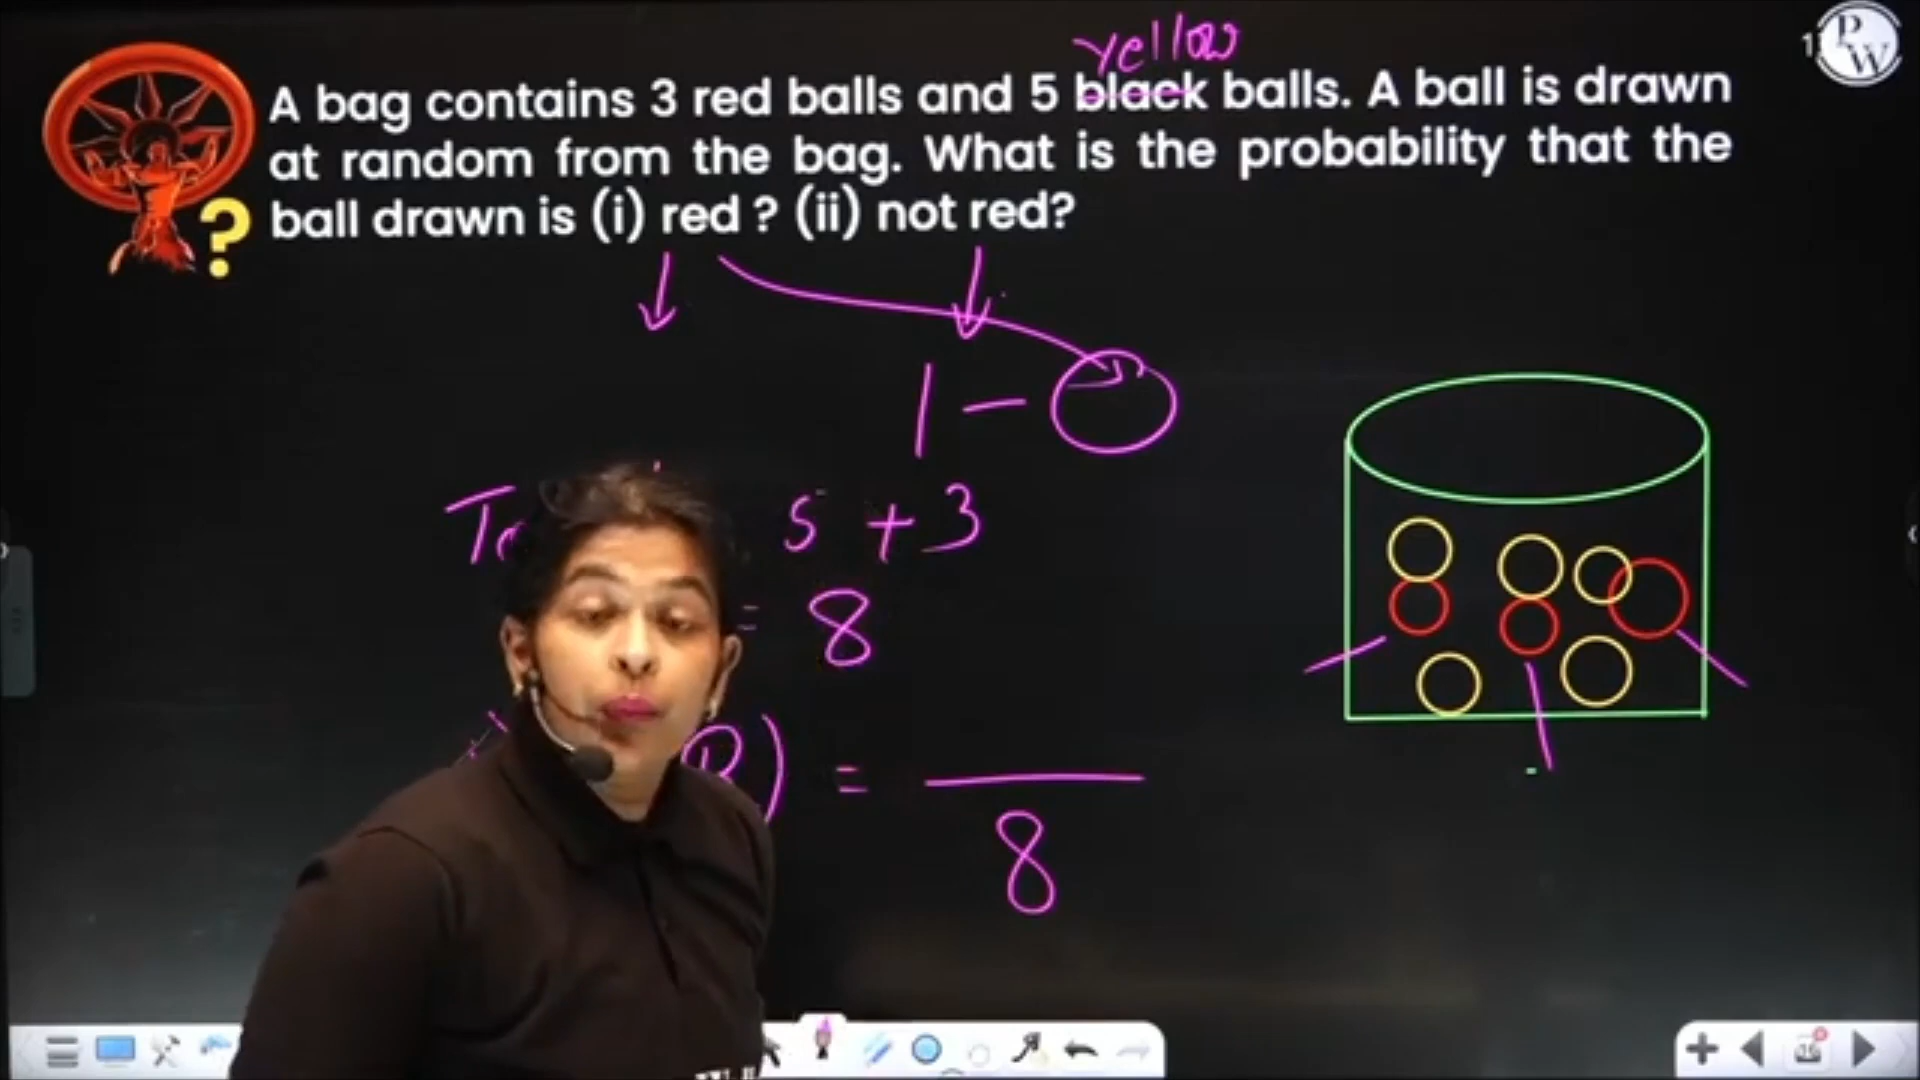 yellow
A bag contains 3 red balls and 5 black balls. A ball is drawn
at random from the bag. What is the probability that the
ball drawn is (i) red ? (ii) not red?
?
PW
1 -
5 + 3
= 8
R) =
8